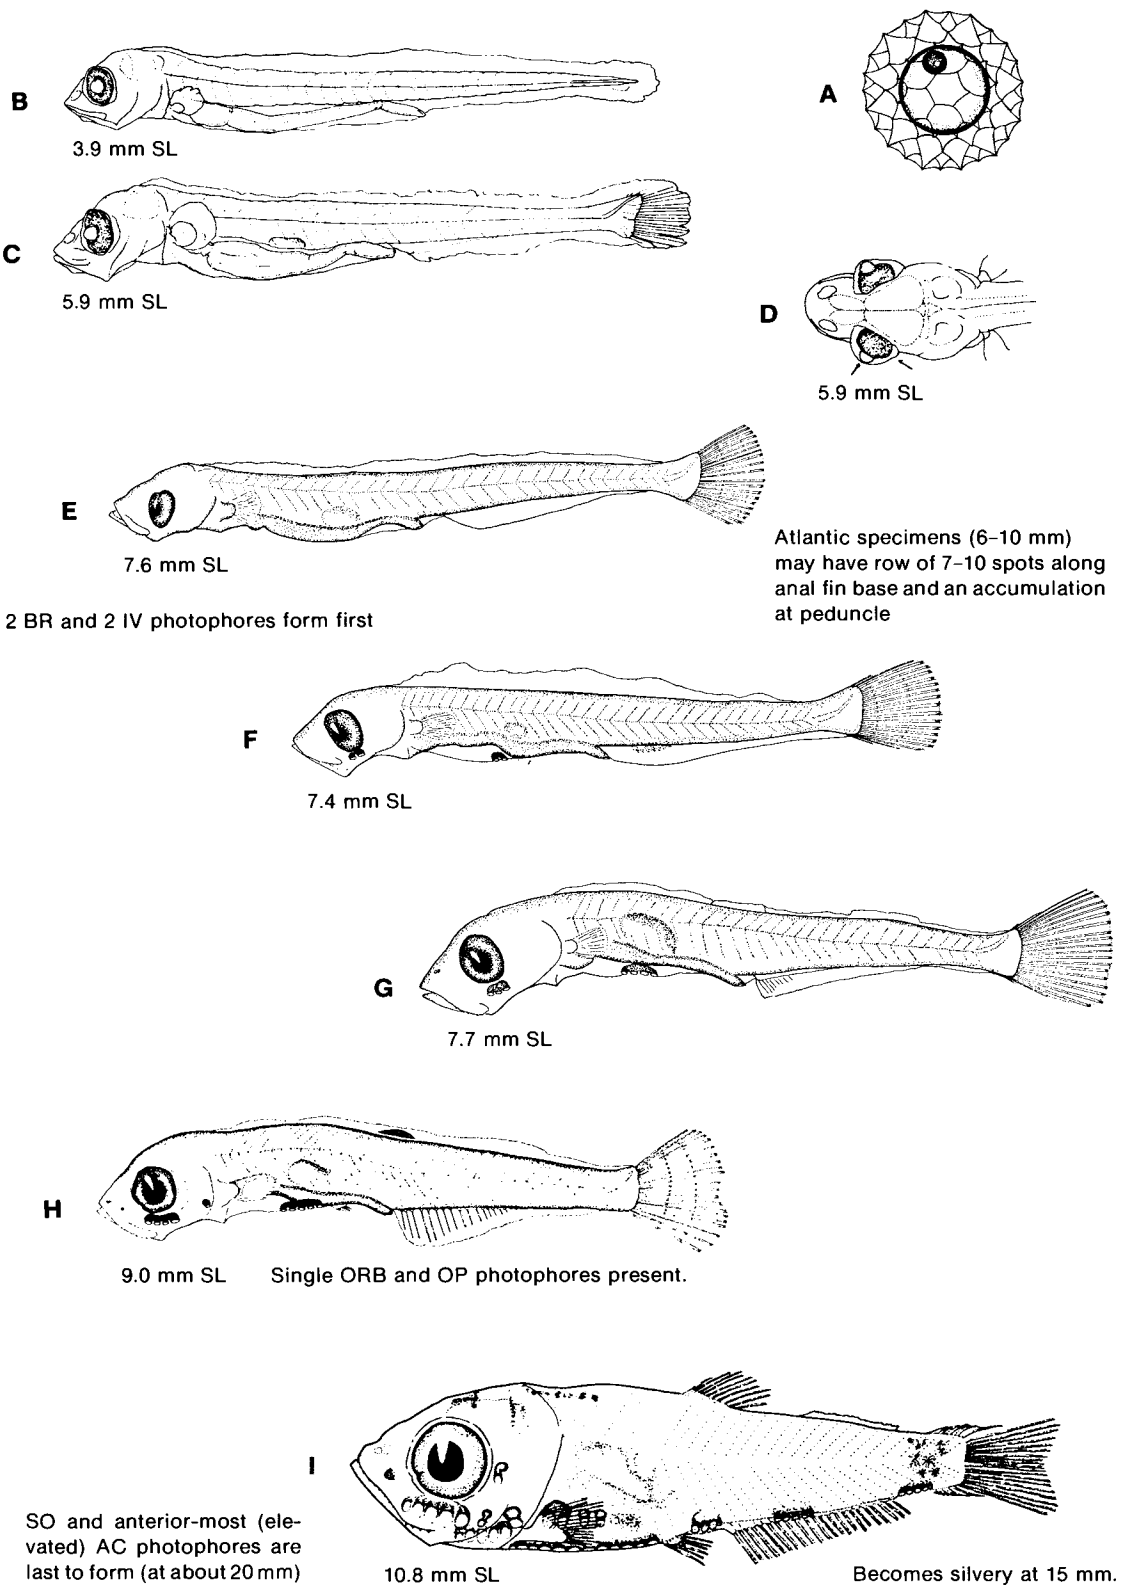 A
B
3.9 mm SL
C
5.9 mm SL
D
5.9 mm SL
E
7.6 mm SL
Atlantic specimens (6–10 mm)
may have row of 7–10 spots along
anal fin base and an accumulation
at peduncle
2 BR and 2 IV photophores form first
F
7.4 mm SL
G
7.7 mm SL
H
9.0 mm SL
Single ORB and OP photophores present.
I
SO and anterior-most (ele-
vated) AC photophores are
last to form (at about 20 mm)
10.8 mm SL
Becomes silvery at 15 mm.